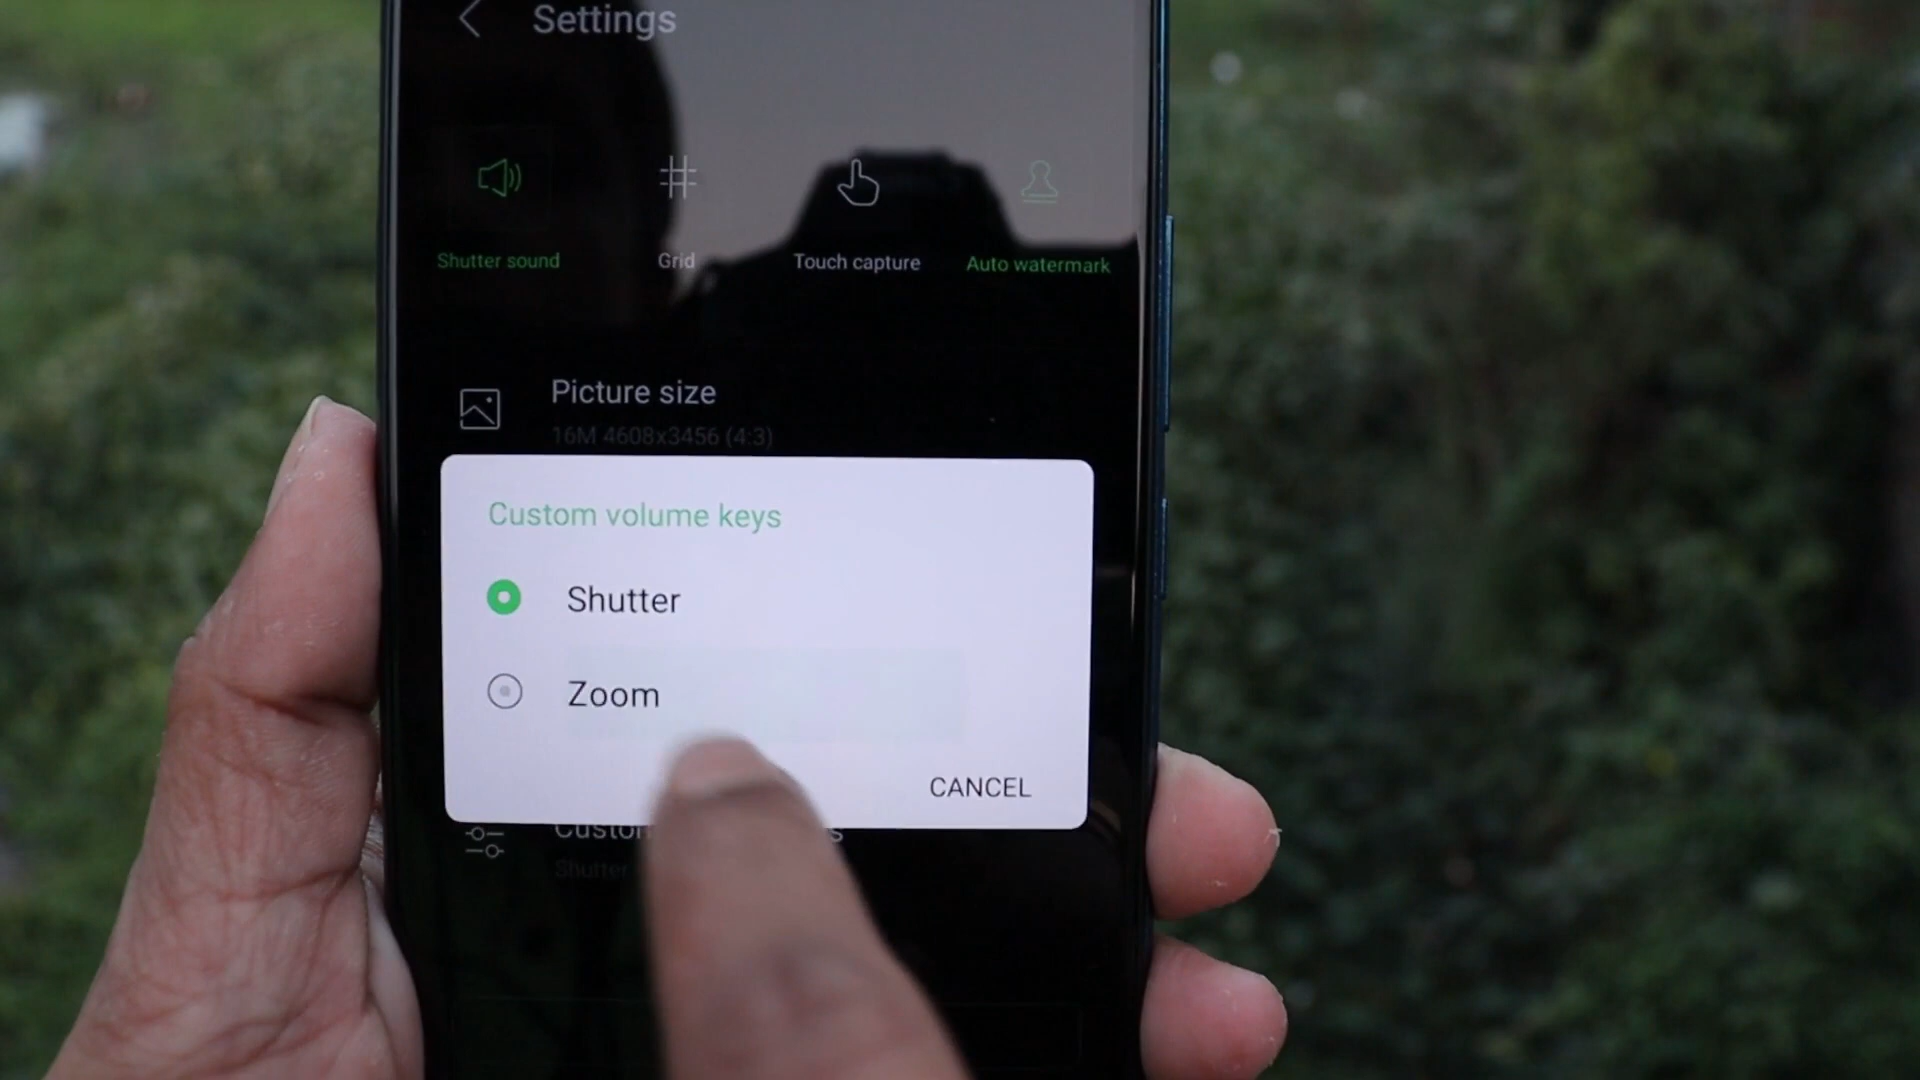 Settings
Shutter sound
Grid
Touch capture
Auto watermark
Picture size
16M 4608x3456 (4:3)
Custom volume keys
Shutter
Zoom
CANCEL
Shutter